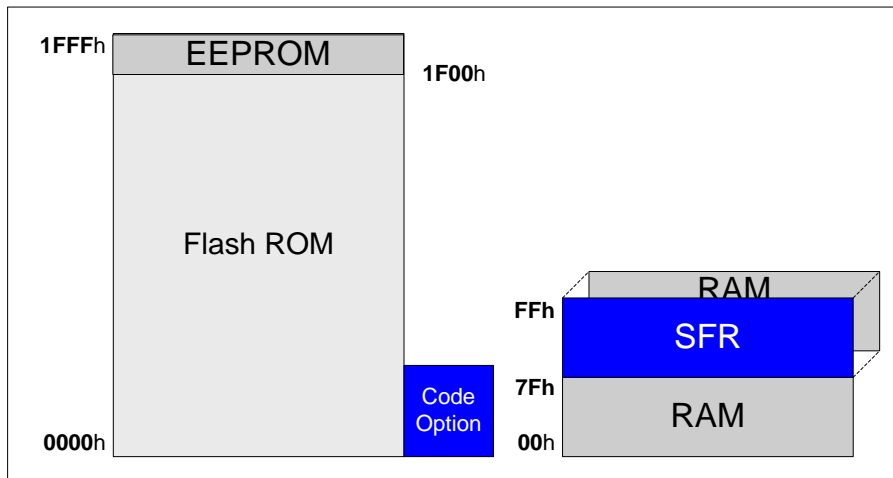 1FFFh
EEPROM
1F00h
Flash ROM
0000h
Code
Option
RAM
FFh
SFR
7Fh
RAM
00h